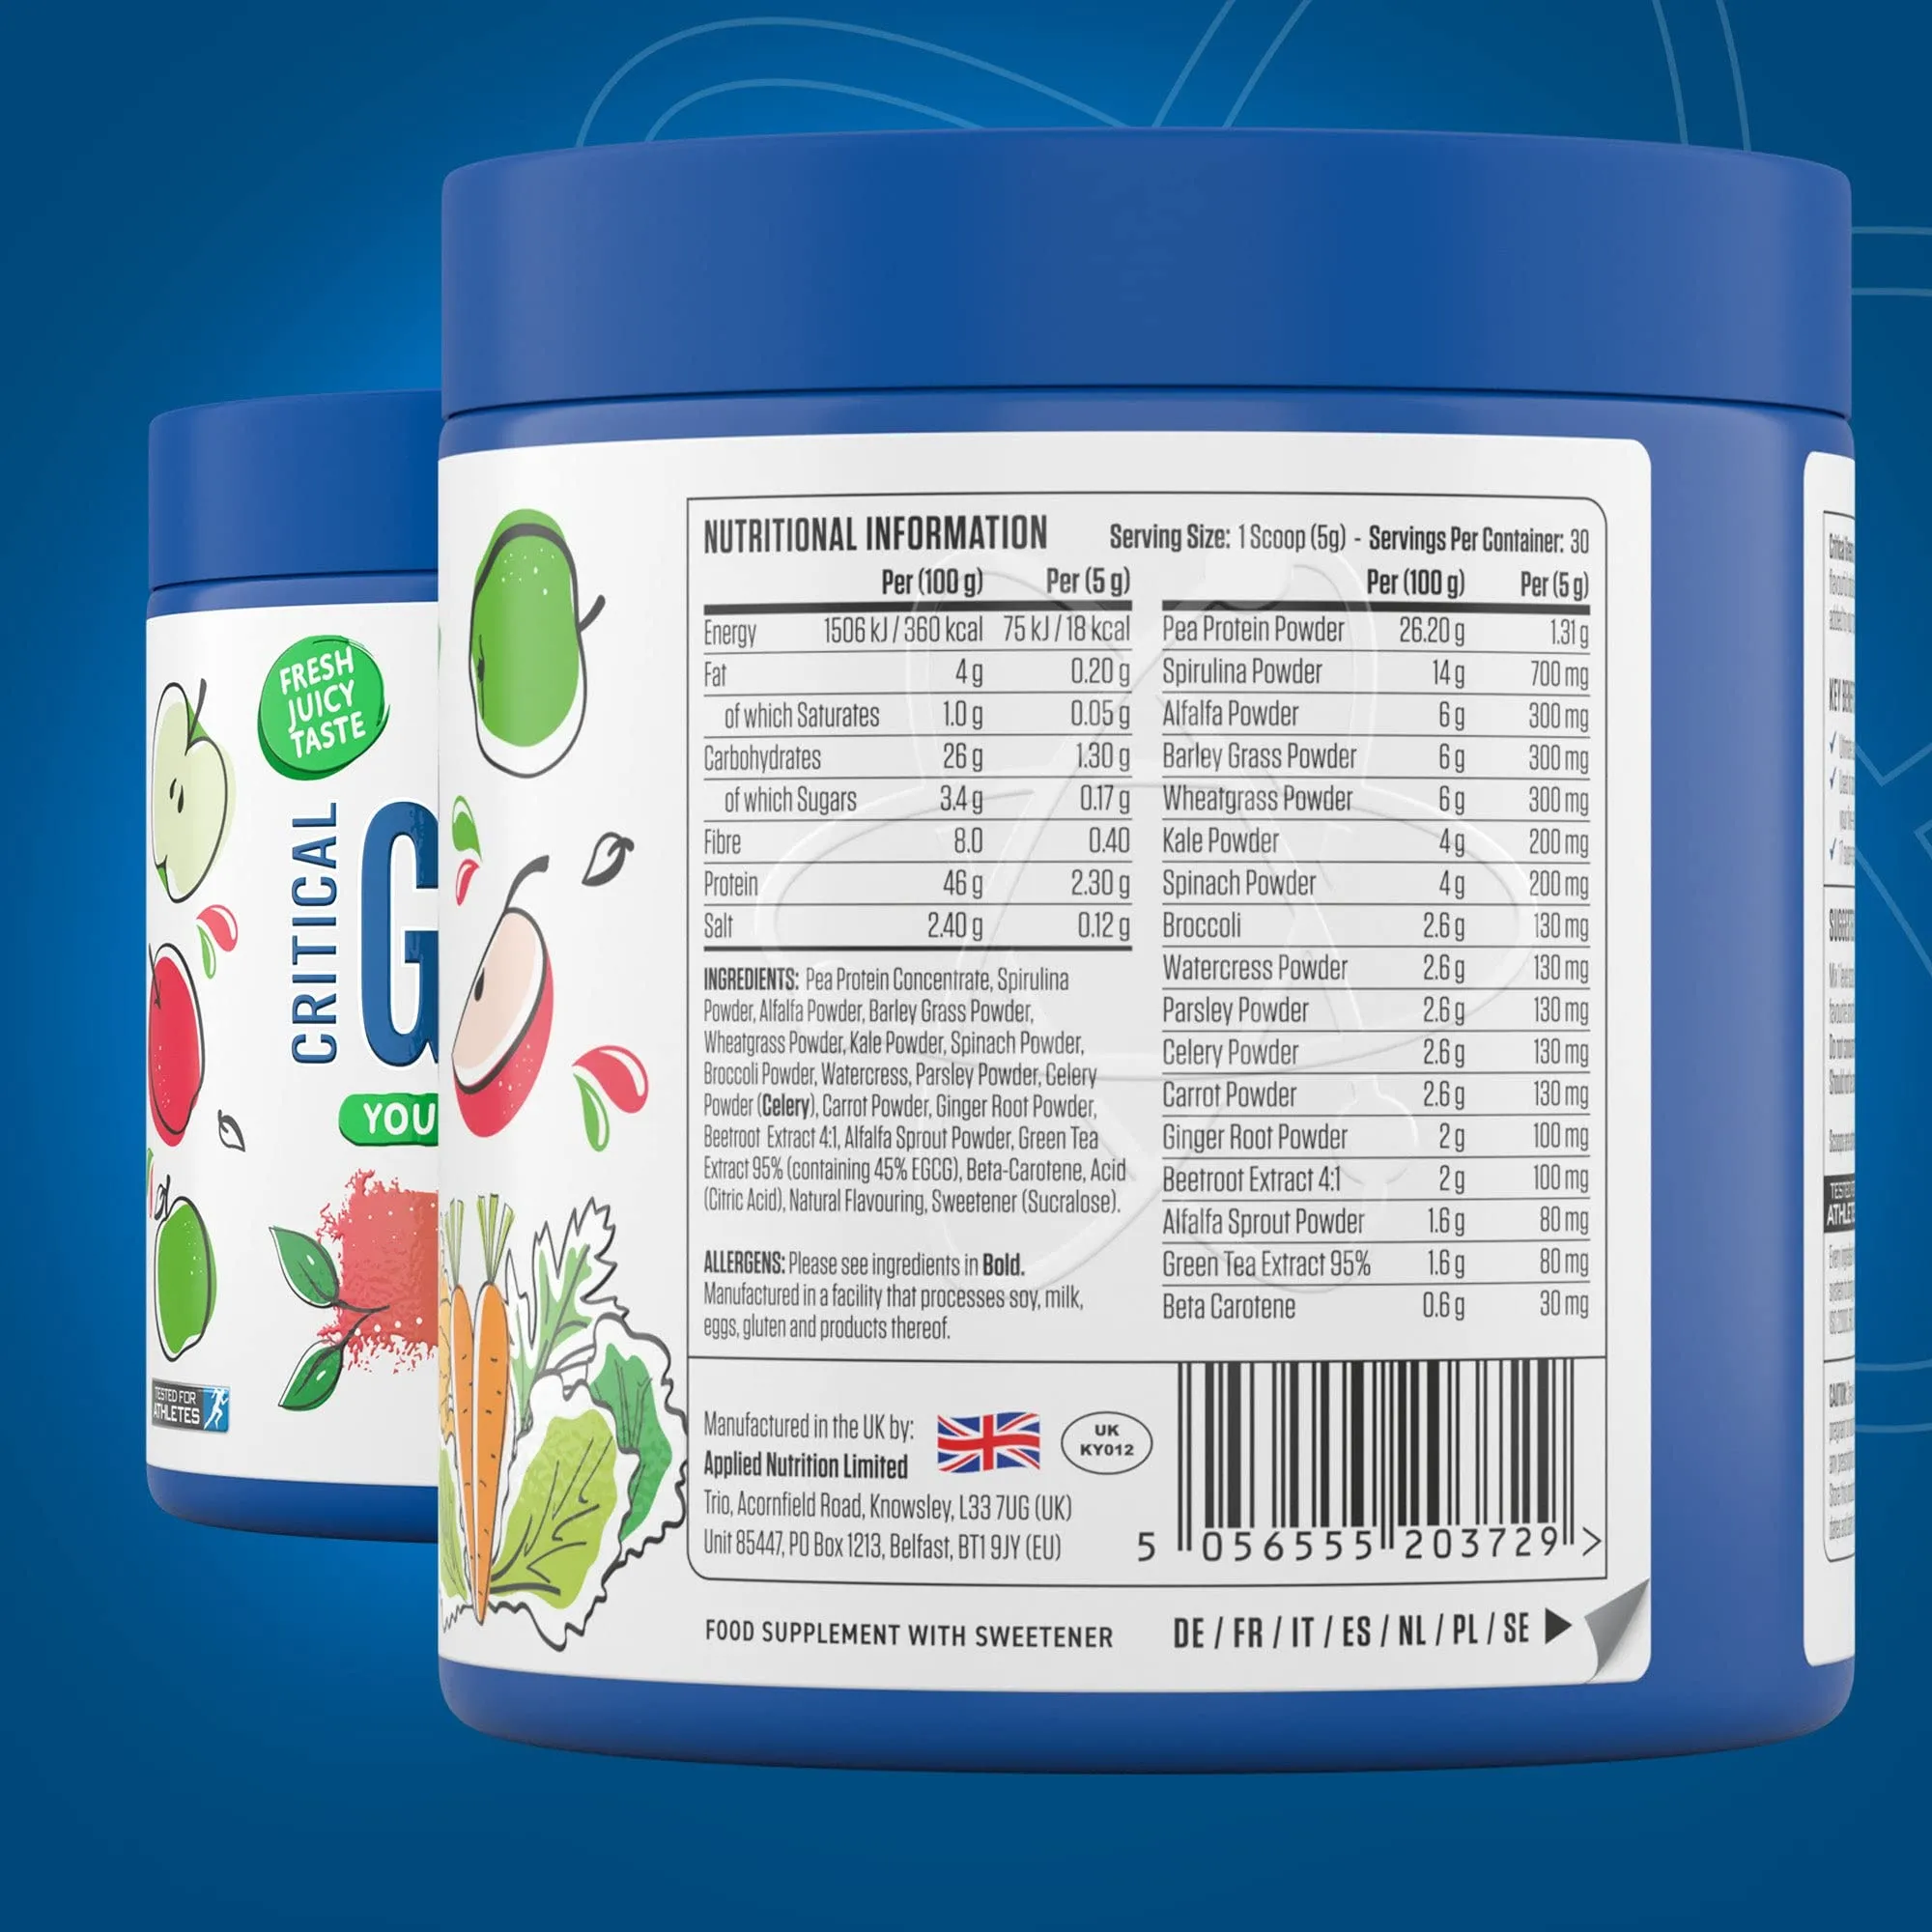 FRESH
JUICY
TASTE
CRITICAL
G
YOU
TESTED FOR
ATHLETES
NUTRITIONAL INFORMATION Serving Size: 1 Scoop (5g) - Servings Per Container: 30
Per (100 g) Per (5 g)
Energy 1506 kJ / 360 kcal 75 kJ / 18 kcal
Fat 4 g 0.20 g
of which Saturates 1.0 g 0.05 g
Carbohydrates 26 g 1.30 g
of which Sugars 3.4 g 0.17 g
Fibre 8.0 0.40
Protein 46 g 2.30 g
Salt 2.40 g 0.12 g
INGREDIENTS: Pea Protein Concentrate, Spirulina
Powder, Alfalfa Powder, Barley Grass Powder,
Wheatgrass Powder, Kale Powder, Spinach Powder,
Broccoli Powder, Watercress, Parsley Powder, Celery
Powder (Celery), Carrot Powder, Ginger Root Powder,
Beetroot Extract 4:1, Alfalfa Sprout Powder, Green Tea
Extract 95% (containing 45% EGCG), Beta-Carotene, Acid
(Citric Acid), Natural Flavouring, Sweetener (Sucralose).
ALLERGENS: Please see ingredients in Bold.
Manufactured in a facility that processes soy, milk,
eggs, gluten and products thereof.
Per (100 g) Per (5 g)
Pea Protein Powder 26.20 g 1.31 g
Spirulina Powder 14 g 700 mg
Alfalfa Powder 6 g 300 mg
Barley Grass Powder 6 g 300 mg
Wheatgrass Powder 6 g 300 mg
Kale Powder 4 g 200 mg
Spinach Powder 4 g 200 mg
Broccoli 2.6 g 130 mg
Watercress Powder 2.6 g 130 mg
Parsley Powder 2.6 g 130 mg
Celery Powder 2.6 g 130 mg
Carrot Powder 2.6 g 130 mg
Ginger Root Powder 2 g 100 mg
Beetroot Extract 4:1 2 g 100 mg
Alfalfa Sprout Powder 1.6 g 80 mg
Green Tea Extract 95% 1.6 g 80 mg
Beta Carotene 0.6 g 30 mg
Manufactured in the UK by:
Applied Nutrition Limited
Trio, Acornfield Road, Knowsley, L33 7UG (UK)
Unit 85447, PO Box 1213, Belfast, BT1 9JY (EU)
UK
KY012
5 056555 203729 >
FOOD SUPPLEMENT WITH SWEETENER
DE / FR / IT / ES / NL / PL / SE